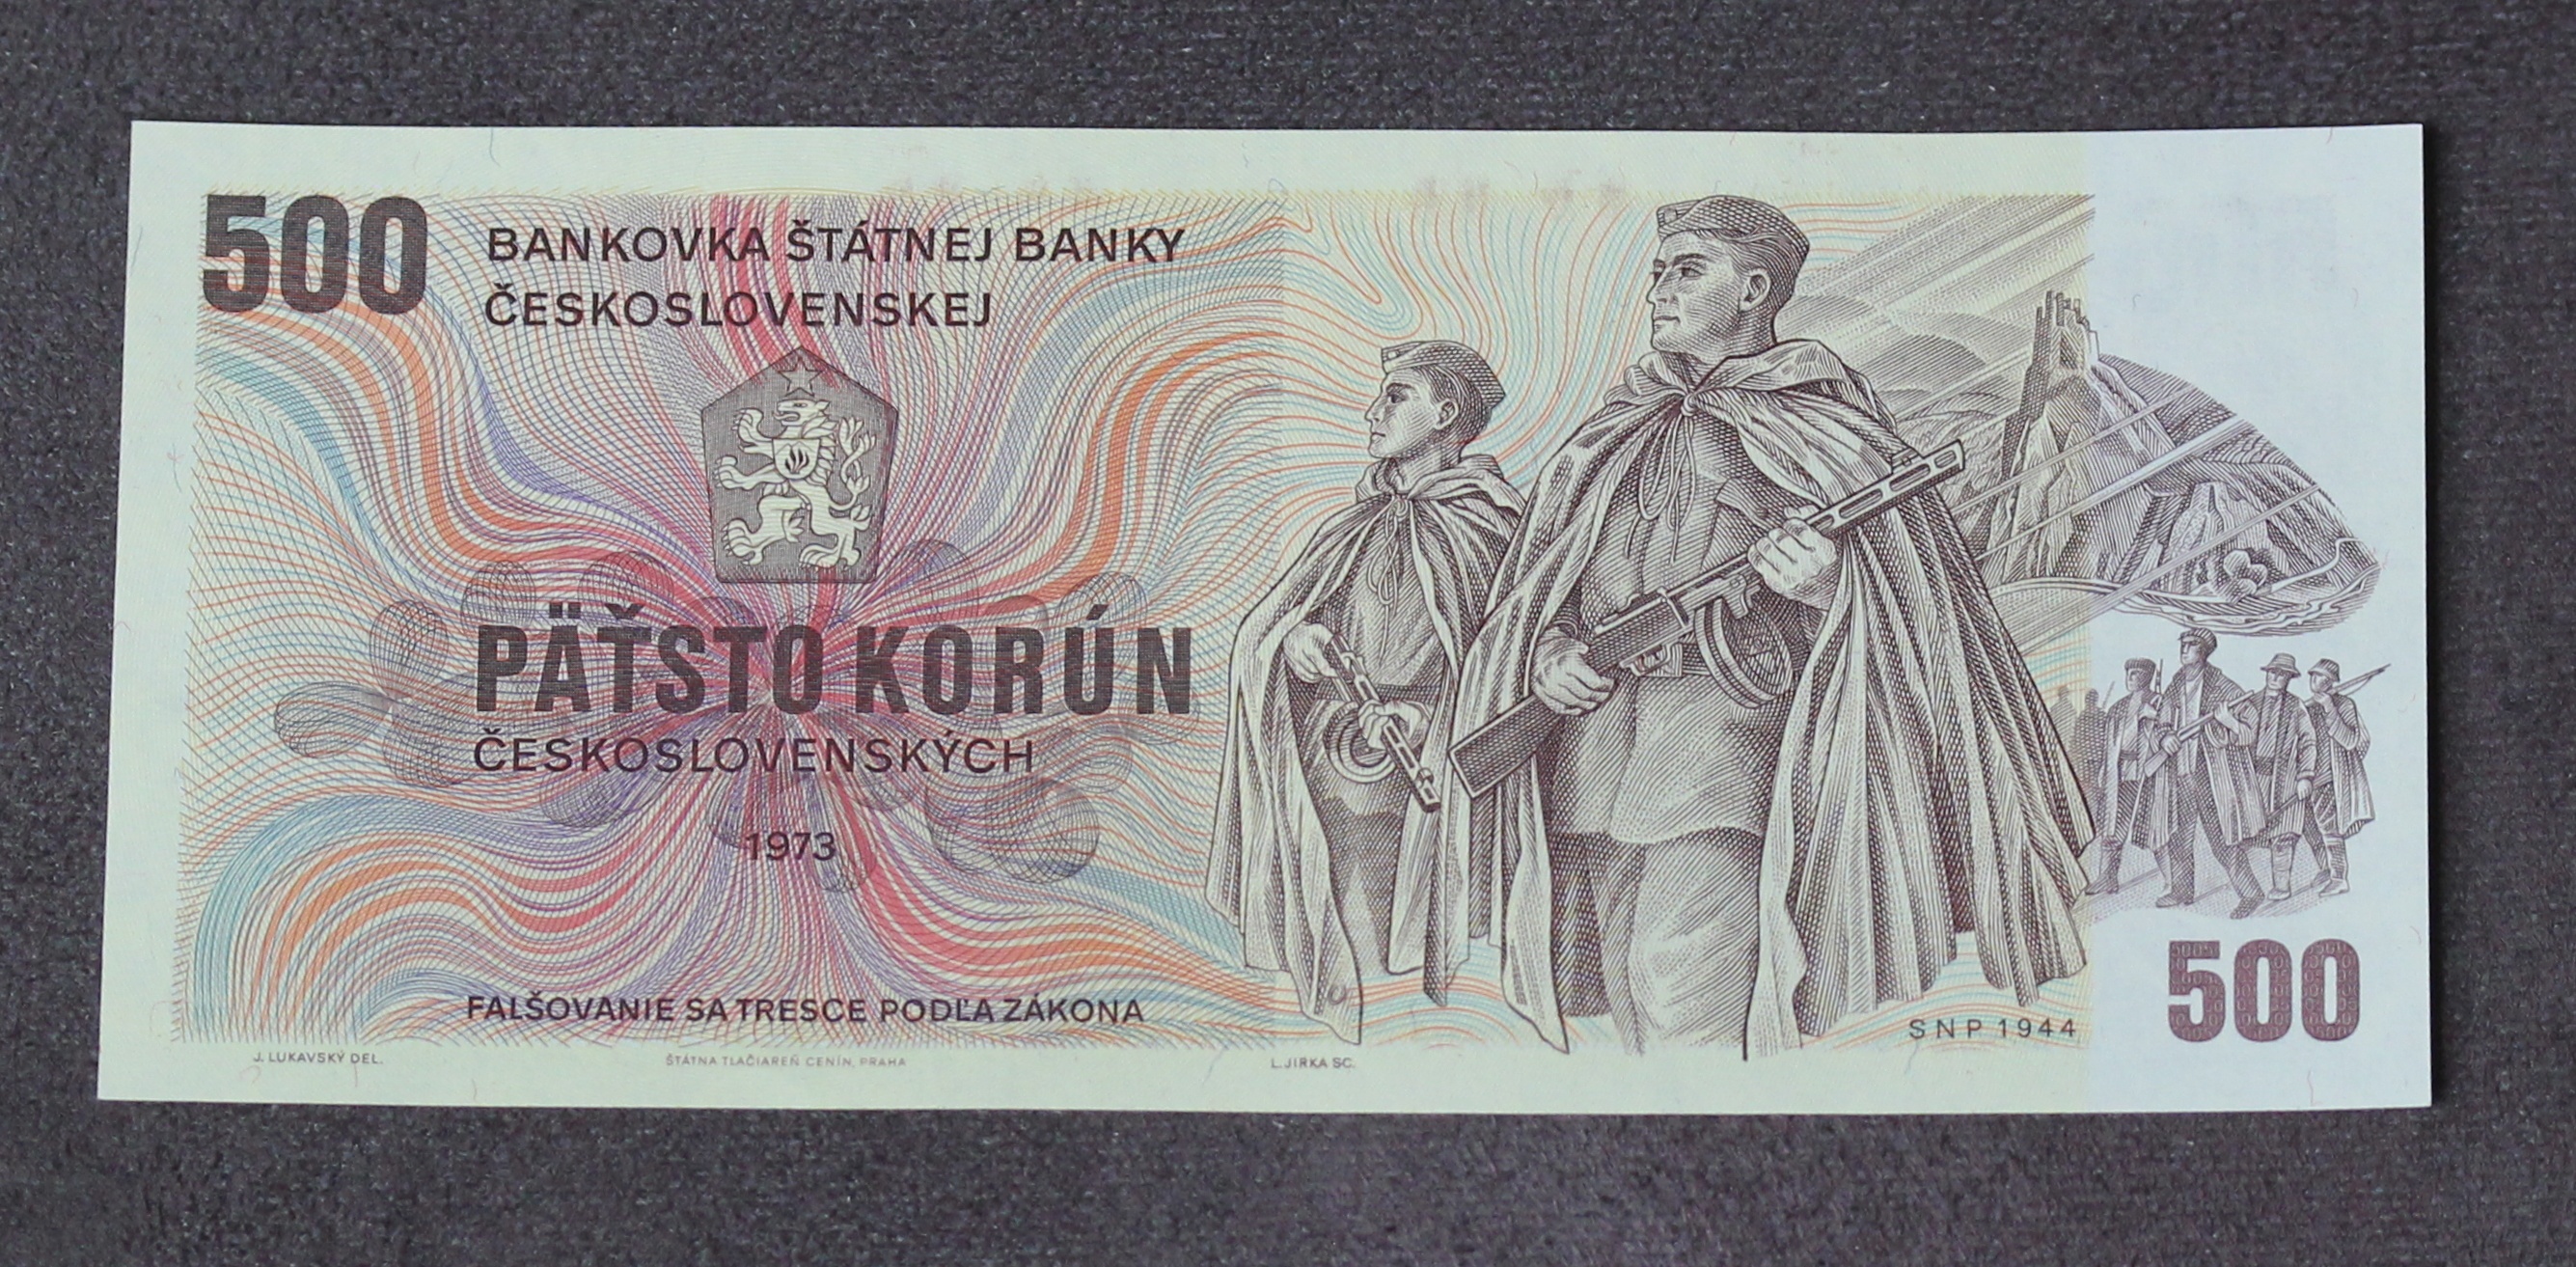 500
BANKOVKA ŠTÁTNEJ BANKY
ČESKOSLOVENSKEJ
PÄŤSTO KORÚN
ČESKOSLOVENSKÝCH
1973
FALŠOVANIE SA TRESCE PODĽA ZÁKONA
SNP 1944
500
J. LUKAVSKÝ DEL.
ŠTÁTNA TLAČIAREŇ CENÍN, PRAHA
L. JIRKA SC.